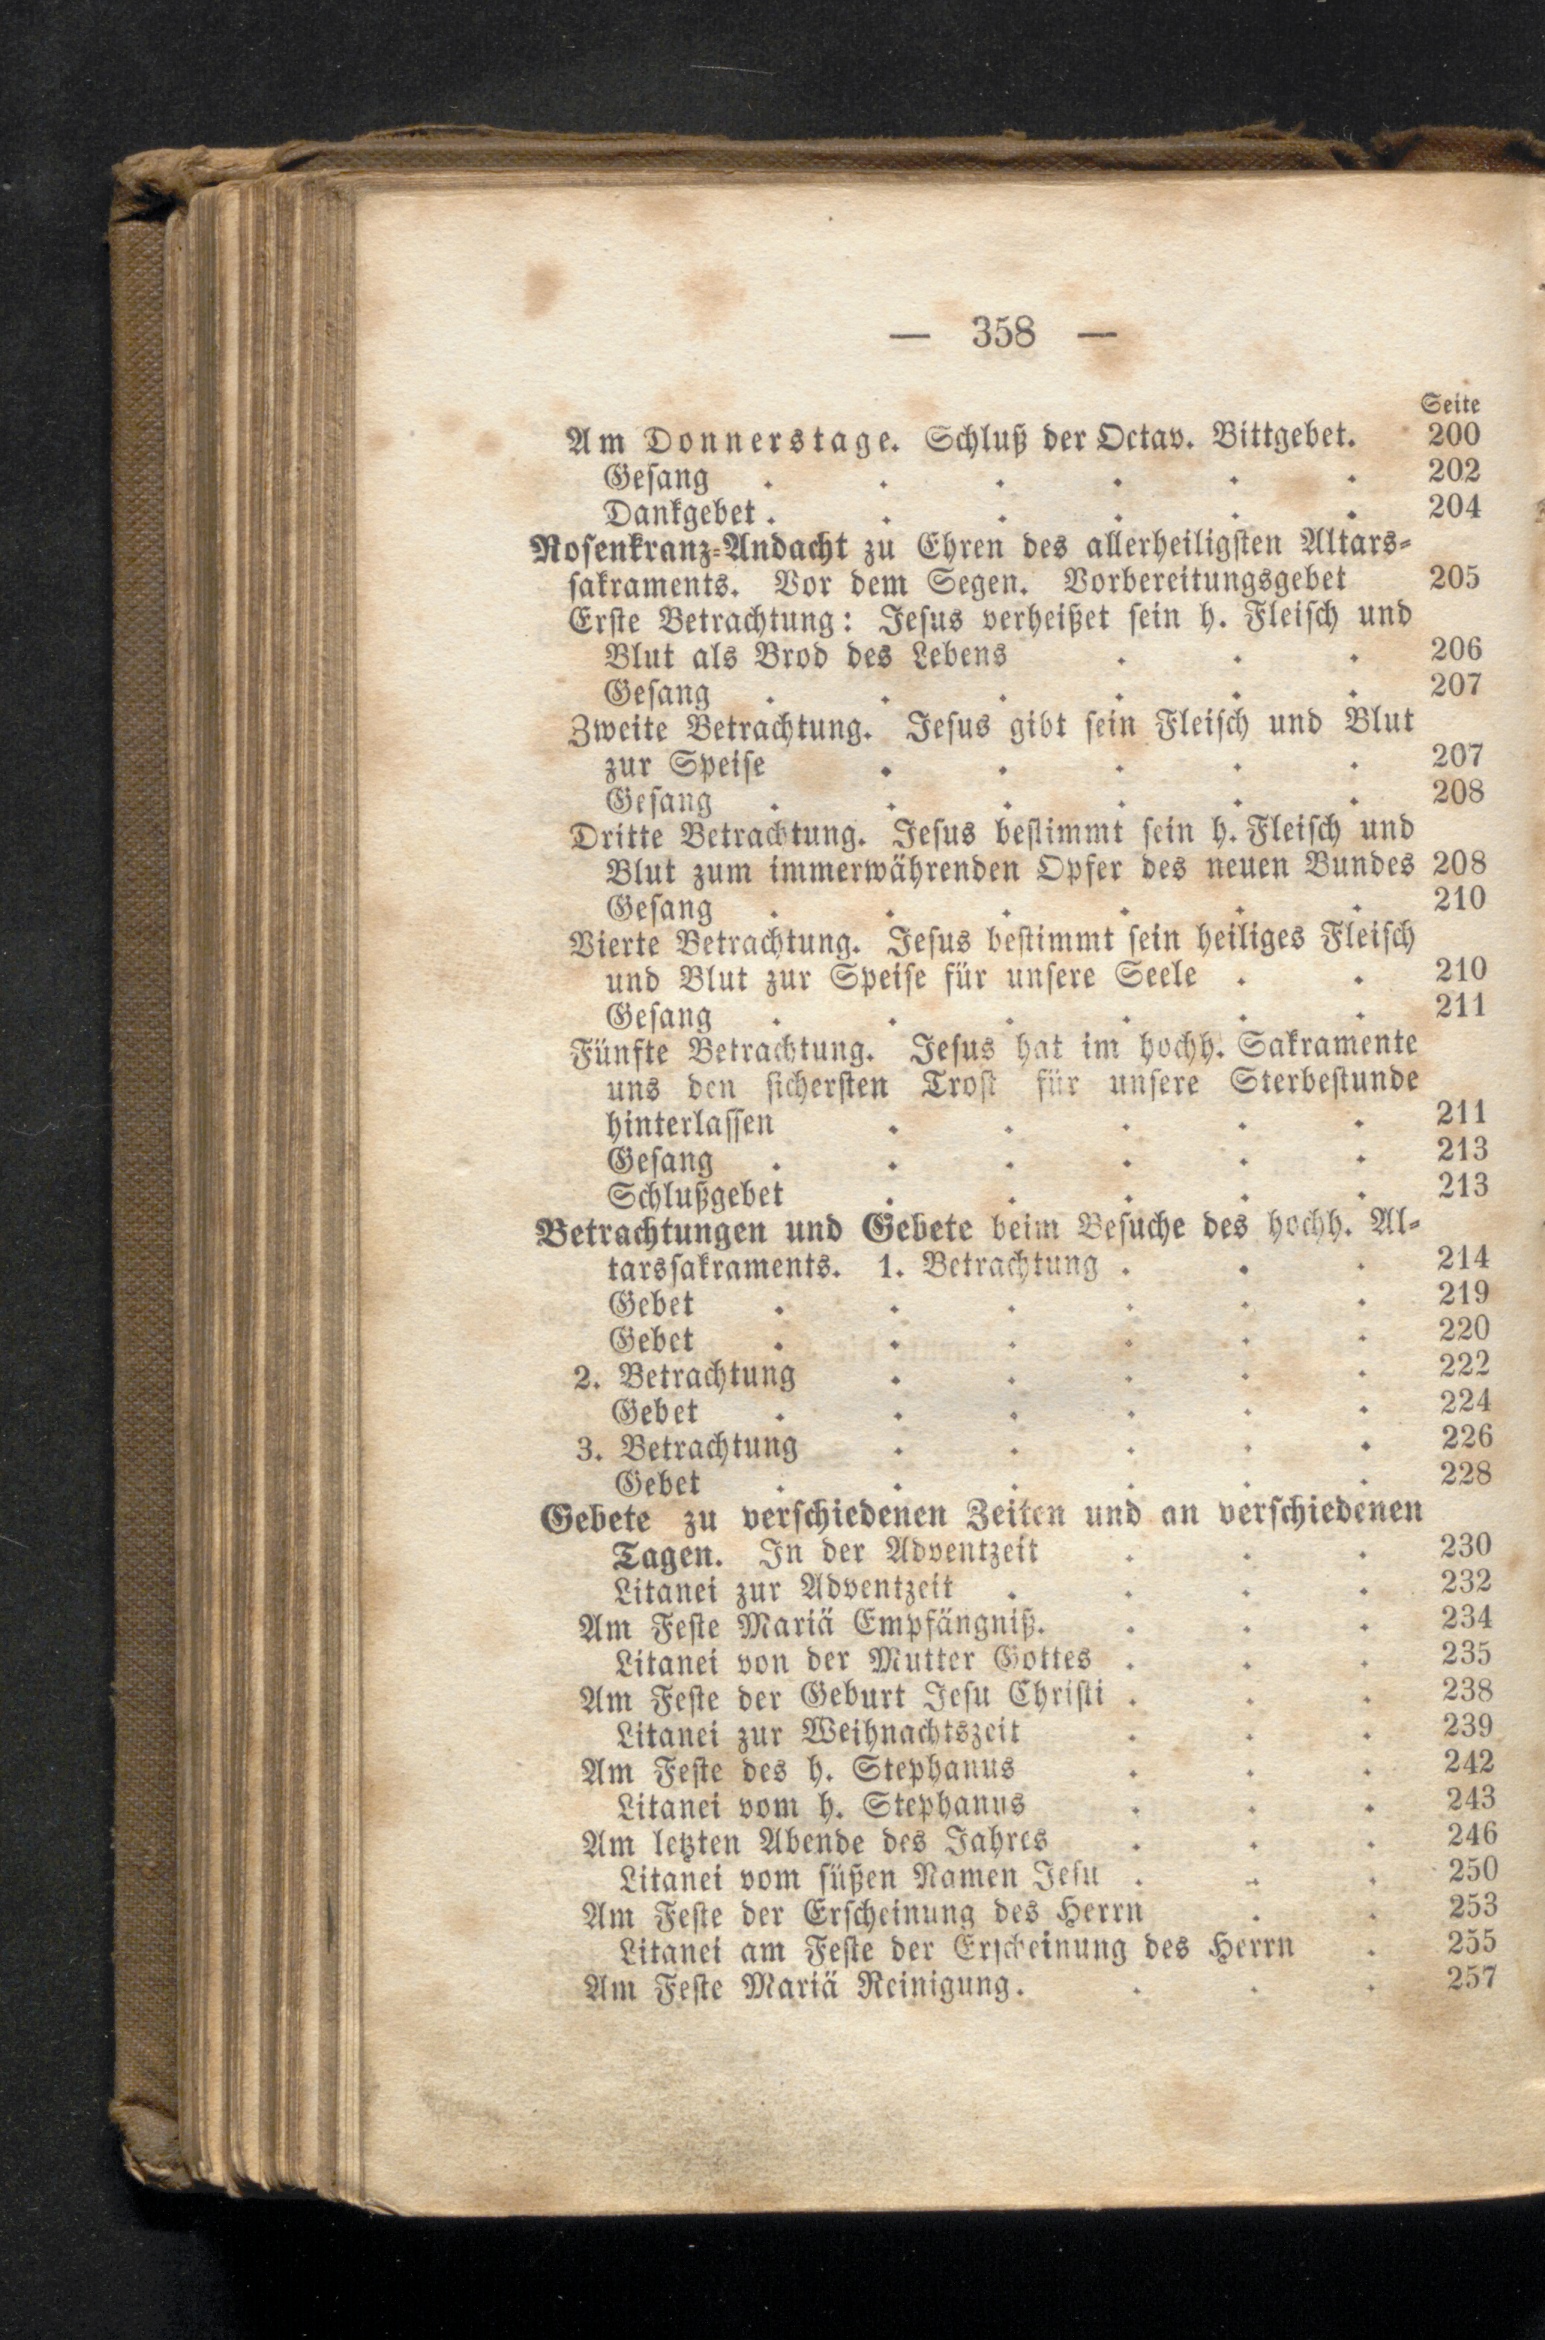 — 358 —
Seite
Am Donnerstage. Schluß der Octav. Bittgebet. 200
Gesang . . . . . . 202
Dankgebet . . . . . . 204
Rosenkranz-Andacht zu Ehren des allerheiligsten Altars-
sakraments. Vor dem Segen. Vorbereitungsgebet 205
Erste Betrachtung: Jesus verheißet sein h. Fleisch und
Blut als Brod des Lebens . . . 206
Gesang . . . . . . 207
Zweite Betrachtung. Jesus gibt sein Fleisch und Blut
zur Speise . . . . . 207
Gesang . . . . . . 208
Dritte Betrachtung. Jesus bestimmt sein h. Fleisch und
Blut zum immerwährenden Opfer des neuen Bundes 208
Gesang . . . . . . 210
Vierte Betrachtung. Jesus bestimmt sein heiliges Fleisch
und Blut zur Speise für unsere Seele . . 210
Gesang . . . . . . 211
Fünfte Betrachtung. Jesus hat im hochh. Sakramente
uns den sichersten Trost für unsere Sterbestunde
hinterlassen . . . . . 211
Gesang . . . . . . 213
Schlußgebet . . . . . 213
Betrachtungen und Gebete beim Besuche des hochh. Al-
tarssakraments. 1. Betrachtung . . . 214
Gebet . . . . . . 219
Gebet . . . . . . 220
2. Betrachtung . . . . . 222
Gebet . . . . . . 224
3. Betrachtung . . . . . 226
Gebet . . . . . . 228
Gebete zu verschiedenen Zeiten und an verschiedenen
Tagen. In der Adventzeit . . . 230
Litanei zur Adventzeit . . . . 232
Am Feste Mariä Empfängniß. . . . 234
Litanei von der Mutter Gottes . . . 235
Am Feste der Geburt Jesu Christi . . . 238
Litanei zur Weihnachtszeit . . . 239
Am Feste des h. Stephanus . . . 242
Litanei vom h. Stephanus . . . 243
Am letzten Abende des Jahres . . . 246
Litanei vom süßen Namen Jesu . . . 250
Am Feste der Erscheinung des Herrn . . 253
Litanei am Feste der Erscheinung des Herrn . 255
Am Feste Mariä Reinigung. . . . 257